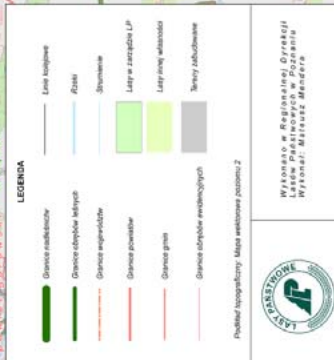 LEGENDA
Granice nadleśnictw
Granice obrębów leśnych
Granice województw
Granice powiatów
Granice gmin
Granice obrębów ewidencyjnych
Linie kolejowe
Rzeki
Strumienie
Lasy w zarządzie LP
Lasy innej własności
Tereny zabudowane
Podkład topograficzny: Mapa wektorowa poziomu 2
LASY PAŃSTWOWE
Wykonano w Regionalnej Dyrekcji
Lasów Państwowych w Poznaniu
Wykonał: Mateusz Mendera